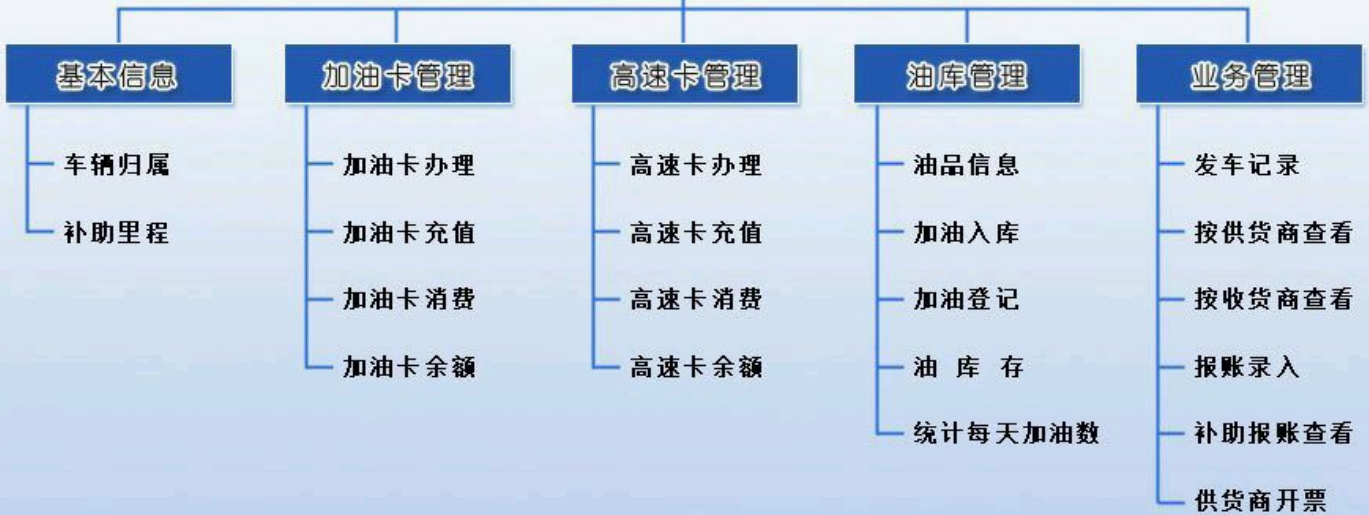 基本信息
车辆归属
补助里程
加油卡管理
加油卡办理
加油卡充值
加油卡消费
加油卡余额
高速卡管理
高速卡办理
高速卡充值
高速卡消费
高速卡余额
油库管理
油品信息
加油入库
加油登记
油 库 存
统计每天加油数
业务管理
发车记录
按供货商查看
按收货商查看
报账录入
补助报账查看
供货商开票